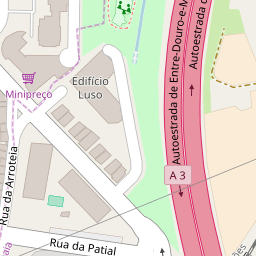 Edifício
Luso
Minipreço
Autoestrada de Entre-Douro-e-M
Autoestrada d
A 3
Rua da Arroteia
Rua da Patial